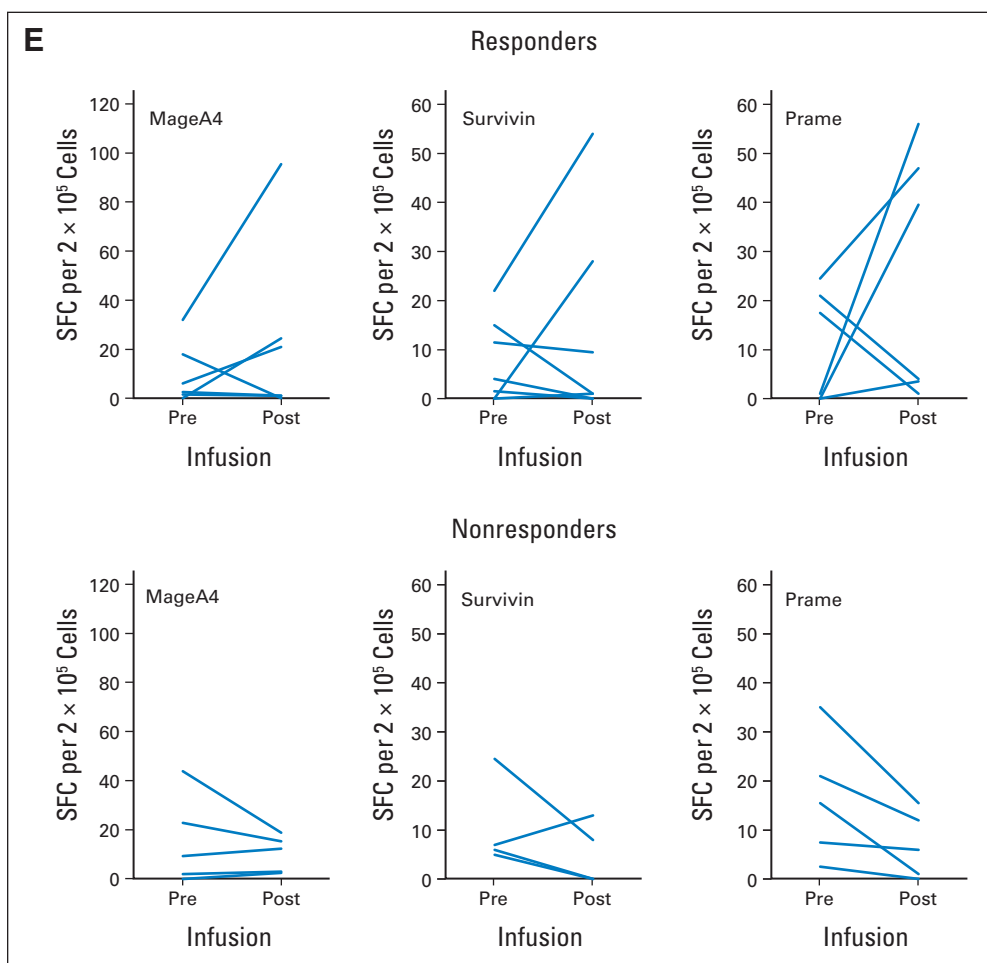 E
Responders
MageA4
SFC per 2 × 10⁵ Cells
120
100
80
60
40
20
0
Pre
Post
Infusion
Survivin
SFC per 2 × 10⁵ Cells
60
50
40
30
20
10
0
Pre
Post
Infusion
Prame
SFC per 2 × 10⁵ Cells
60
50
40
30
20
10
0
Pre
Post
Infusion
Nonresponders
MageA4
SFC per 2 × 10⁵ Cells
120
100
80
60
40
20
0
Pre
Post
Infusion
Survivin
SFC per 2 × 10⁵ Cells
60
50
40
30
20
10
0
Pre
Post
Infusion
Prame
SFC per 2 × 10⁵ Cells
60
50
40
30
20
10
0
Pre
Post
Infusion